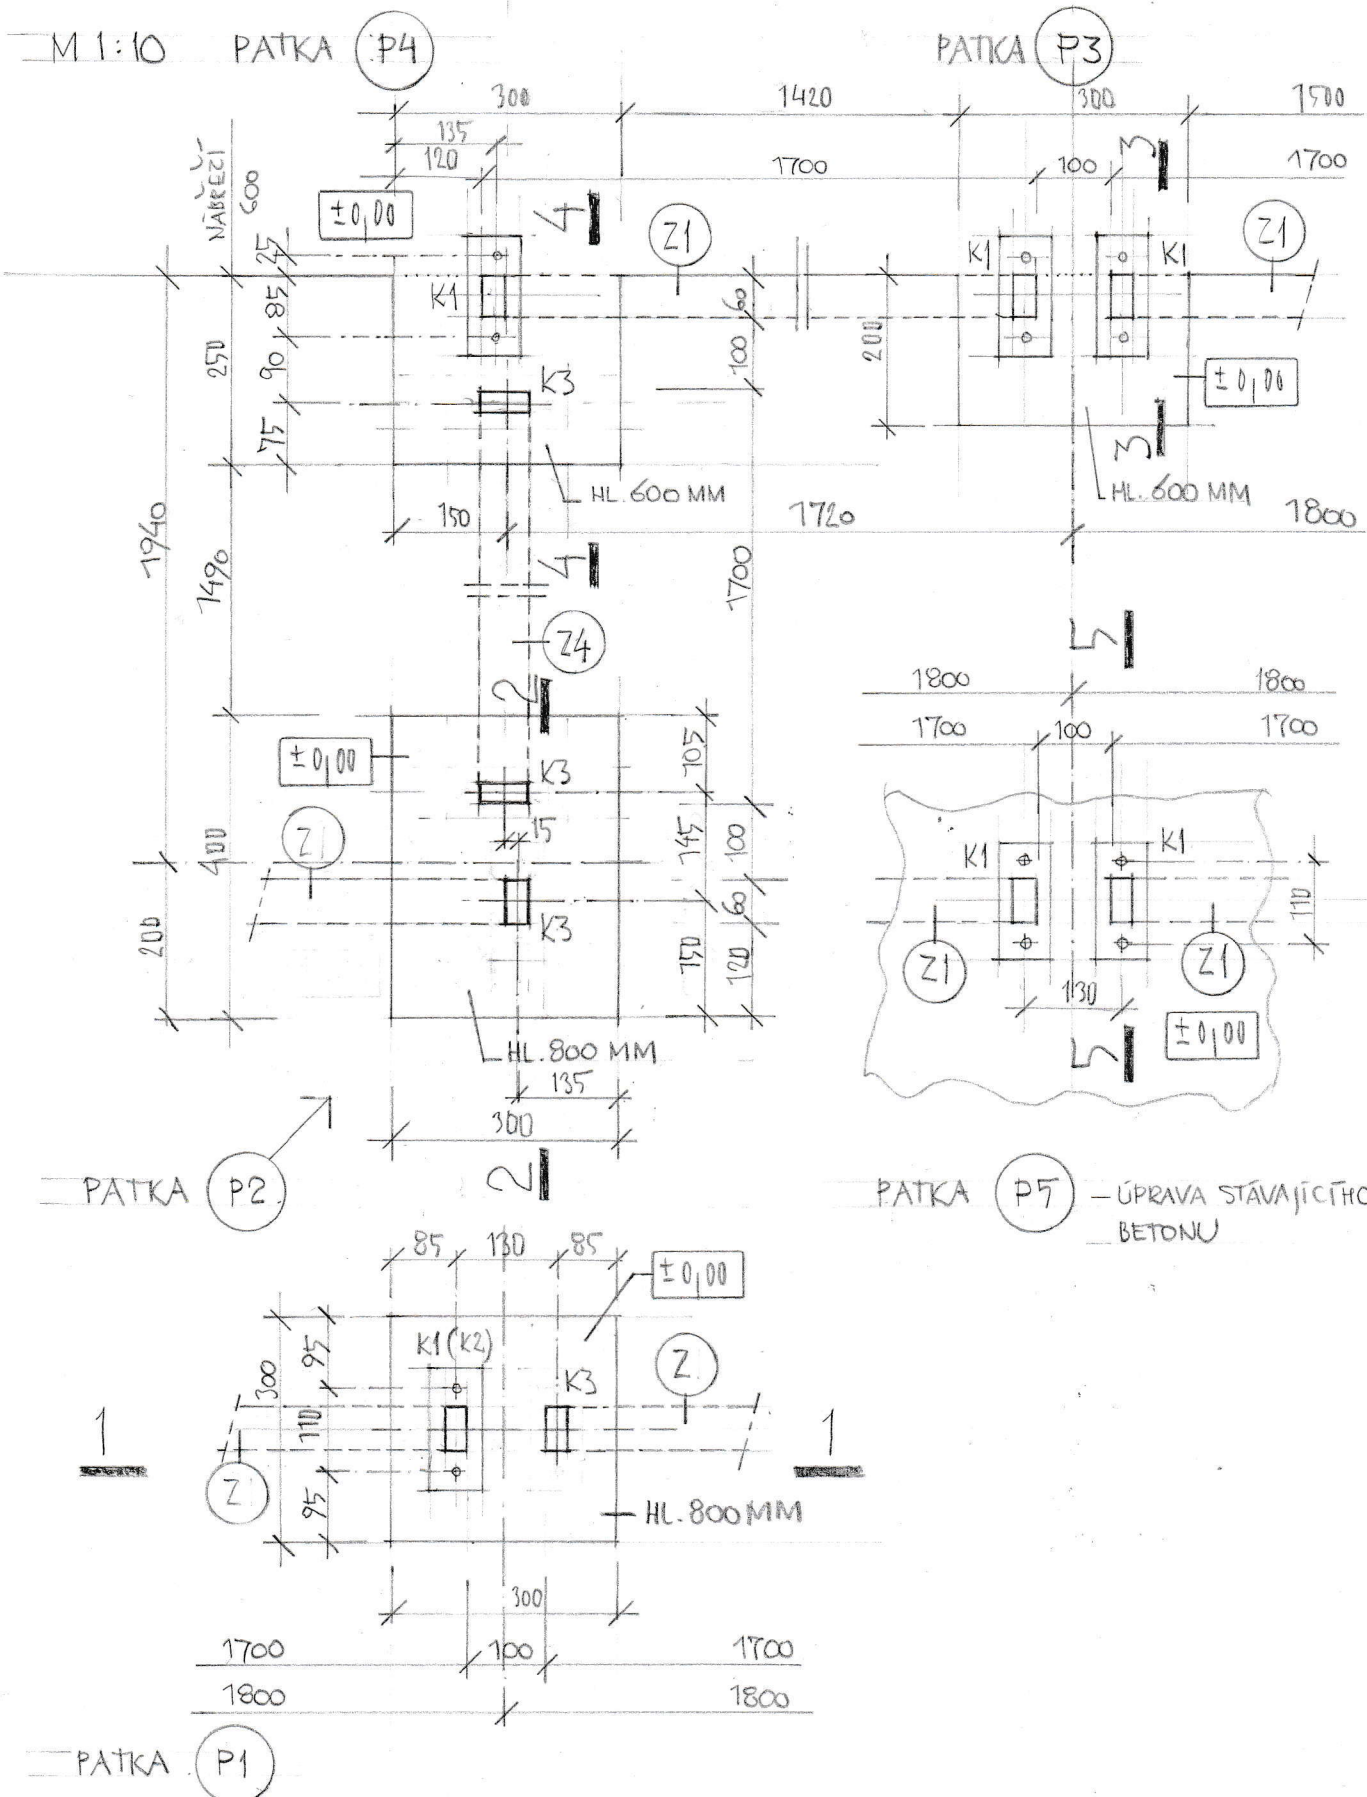 M 1:10 PATKA P4 PATKA P3
300 1420 300 1500
135
120 1700 100 1700
NÁBŘEŽÍ
600
±0,00
4 3
Z1 Z1
25
K1 K1 K1
85 60
250 90 100 200
K3 ±0,00
75
3
HL. 600 MM HL. 600 MM
150 1720 1800
1940 1490 4 1700
Z4 5
2 1800 1800
1700 100 1700
±0,00 105
K3
Z1 15 145 100 K1 K1
400 110
60
200 K3 150 120 Z1 Z1
130
±0,00
HL. 800 MM 5
135
300
2
PATKA P2 PATKA P5 – ÚPRAVA STÁVAJÍCÍHO
BETONU
85 130 85
±0,00
K1 (K2)
95 Z
300 K3
1 110 1
Z
95 HL. 800 MM
300
1700 100 1700
1800 1800
PATKA P1